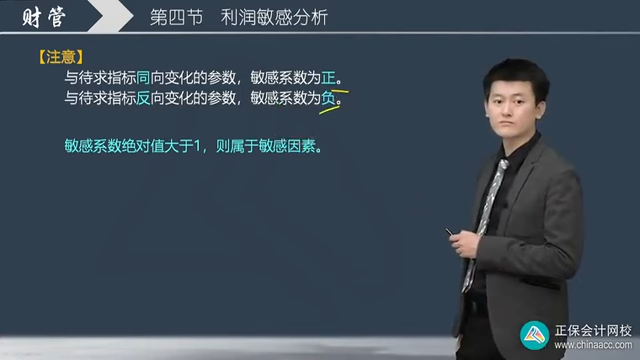 财管
第四节 利润敏感分析
【注意】
与待求指标同向变化的参数，敏感系数为正。
与待求指标反向变化的参数，敏感系数为负。
敏感系数绝对值大于1，则属于敏感因素。
正保会计网校
www.chinaacc.com